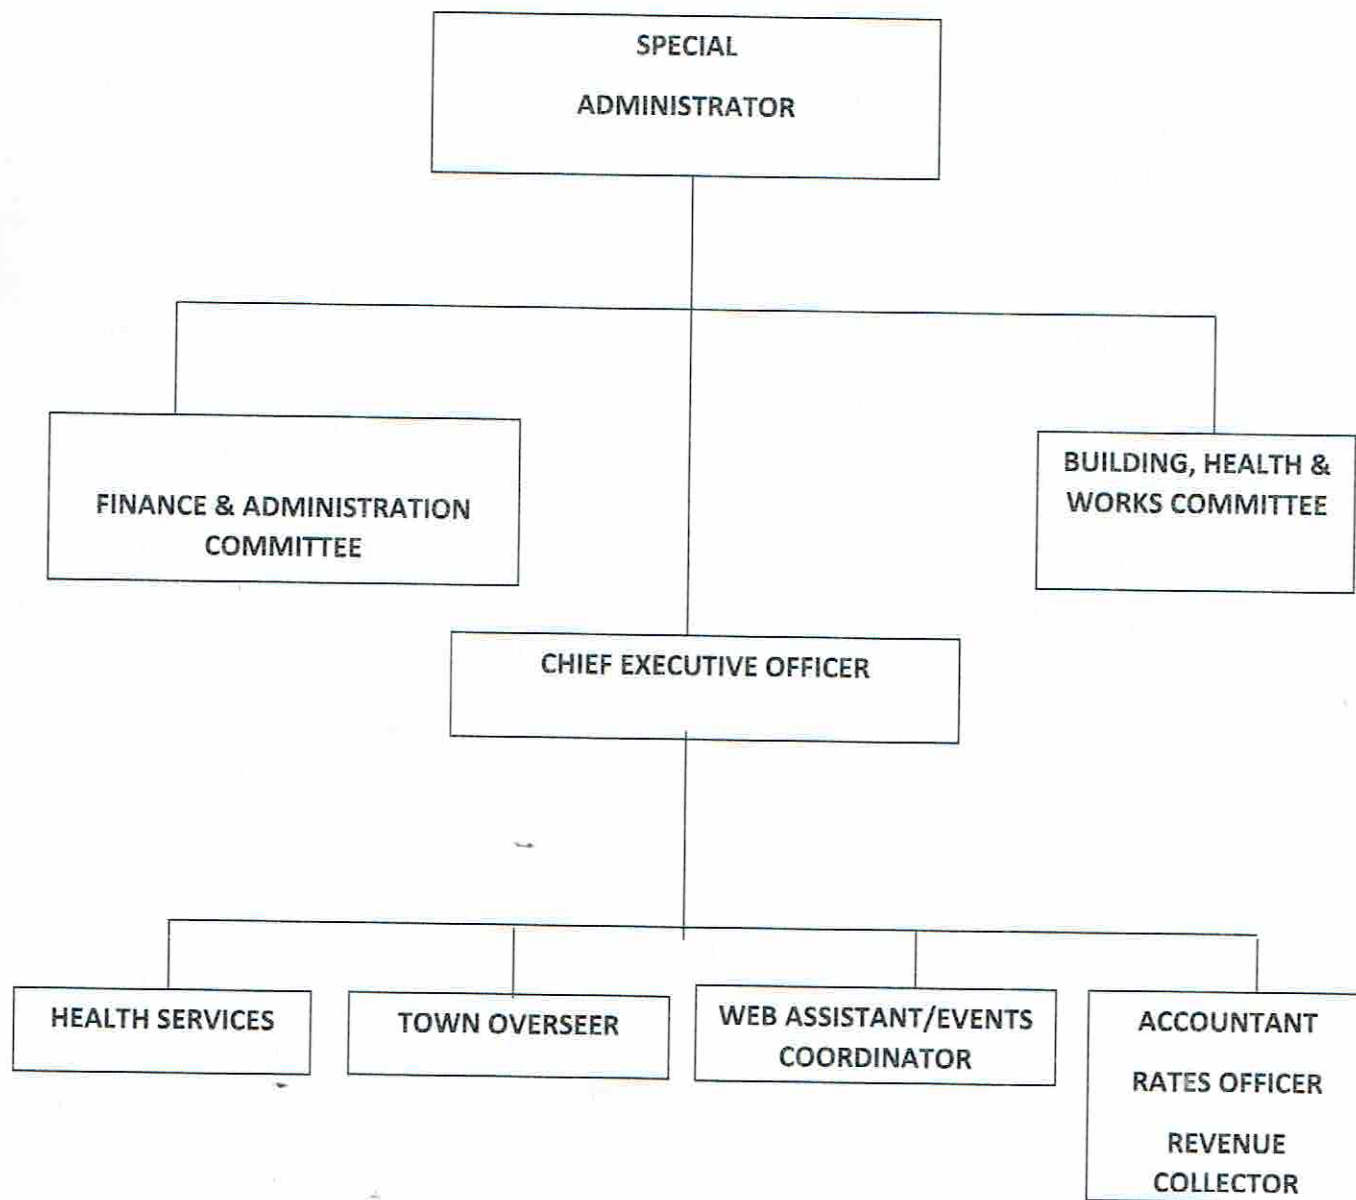 SPECIAL
ADMINISTRATOR
FINANCE & ADMINISTRATION
COMMITTEE
BUILDING, HEALTH &
WORKS COMMITTEE
CHIEF EXECUTIVE OFFICER
HEALTH SERVICES
TOWN OVERSEER
WEB ASSISTANT/EVENTS
COORDINATOR
ACCOUNTANT
RATES OFFICER
REVENUE
COLLECTOR